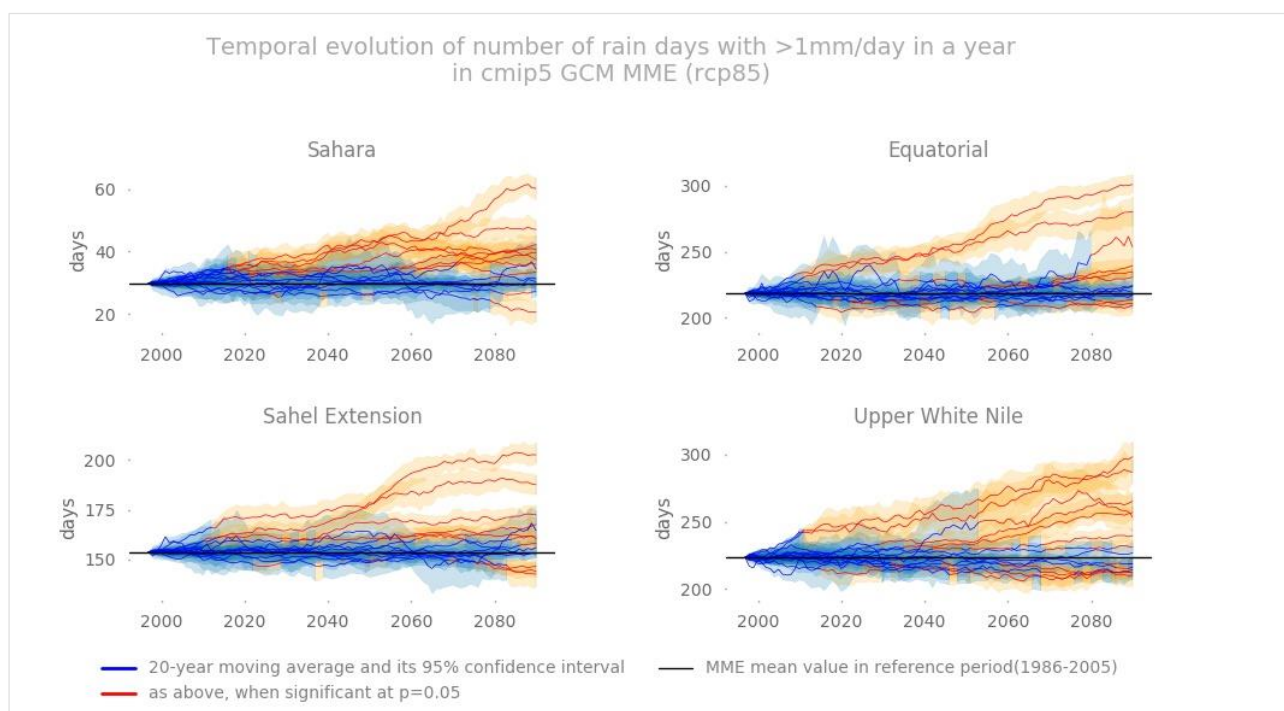 Temporal evolution of number of rain days with >1mm/day in a year
in cmip5 GCM MME (rcp85)
Sahara
days
60
40
20
2000 2020 2040 2060 2080
Equatorial
days
300
250
200
2000 2020 2040 2060 2080
Sahel Extension
days
200
175
150
2000 2020 2040 2060 2080
Upper White Nile
days
300
250
200
2000 2020 2040 2060 2080
20-year moving average and its 95% confidence interval
MME mean value in reference period(1986-2005)
as above, when significant at p=0.05